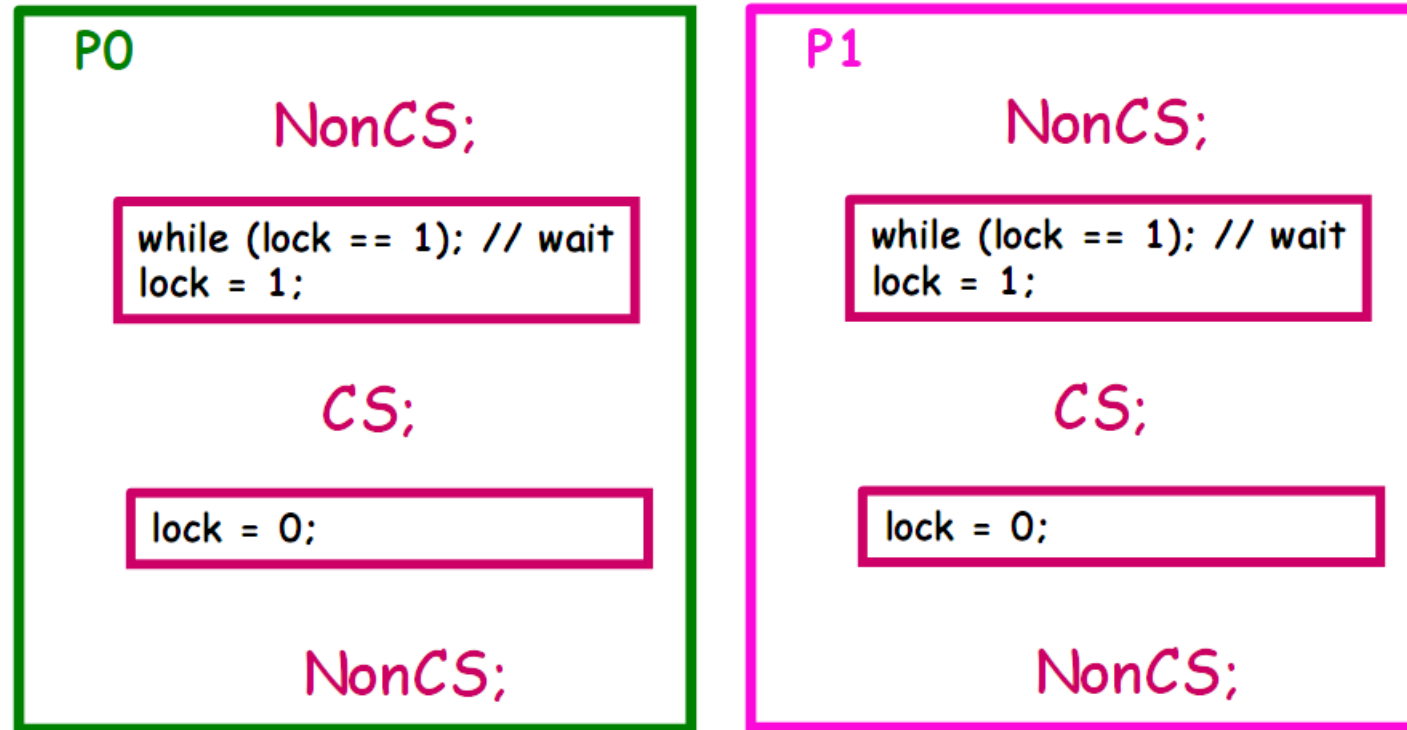 P0
NonCS;
while (lock == 1); // wait
lock = 1;
CS;
lock = 0;
NonCS;
P1
NonCS;
while (lock == 1); // wait
lock = 1;
CS;
lock = 0;
NonCS;